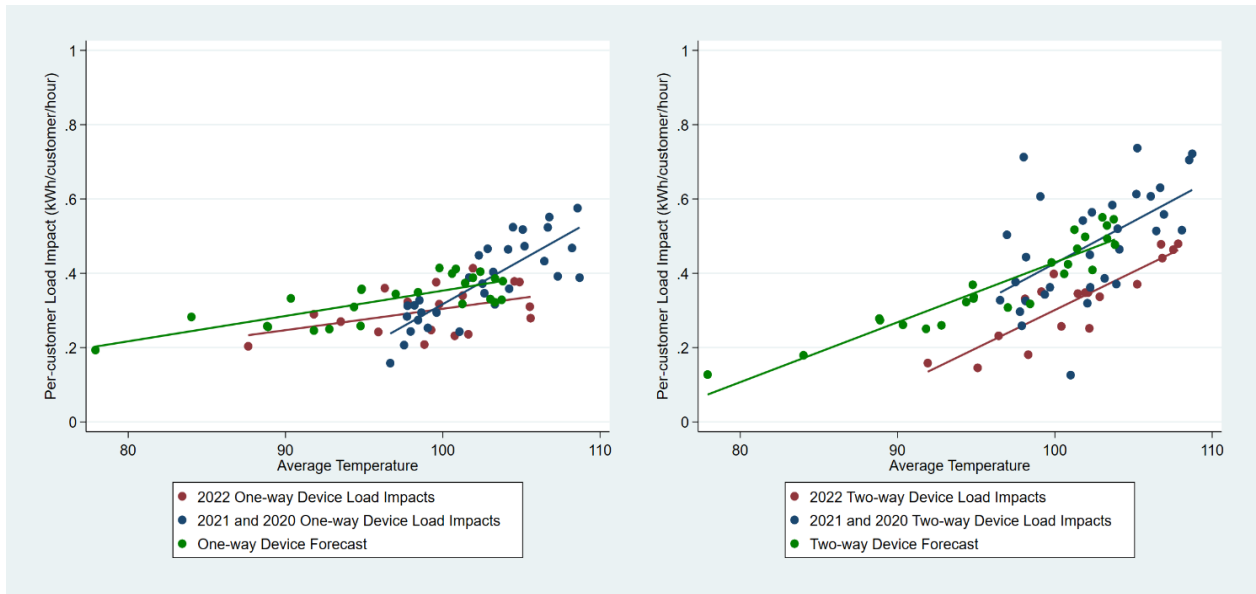 Per-customer Load Impact (kWh/customer/hour)
1
.8
.6
.4
.2
0
80
90
100
110
Average Temperature
2022 One-way Device Load Impacts
2021 and 2020 One-way Device Load Impacts
One-way Device Forecast
Per-customer Load Impact (kWh/customer/hour)
1
.8
.6
.4
.2
0
80
90
100
110
Average Temperature
2022 Two-way Device Load Impacts
2021 and 2020 Two-way Device Load Impacts
Two-way Device Forecast